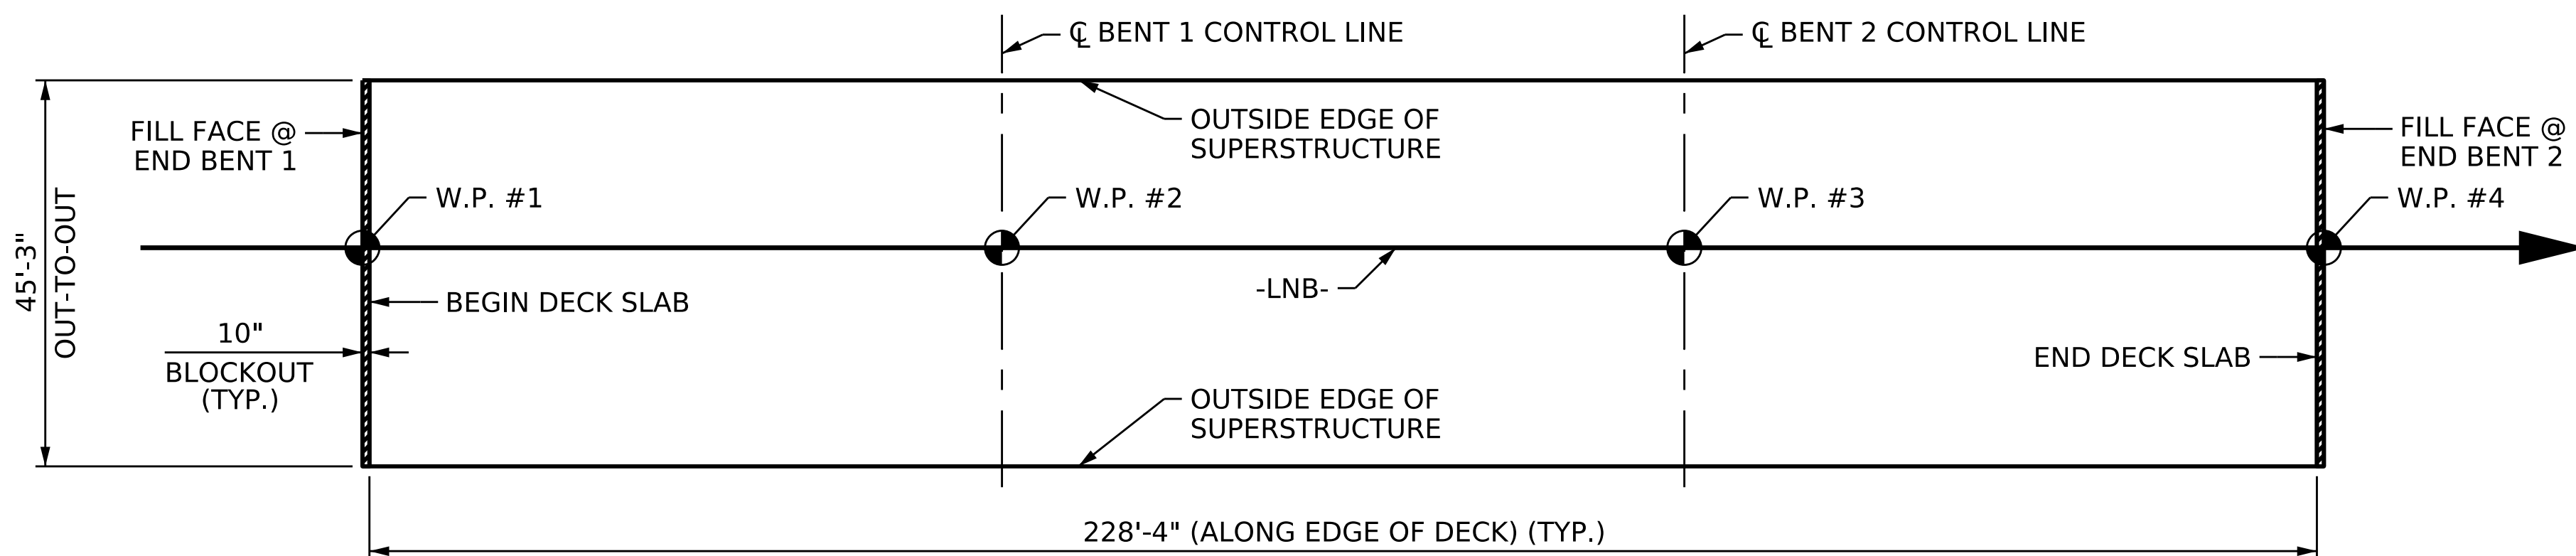 ℄ BENT 1 CONTROL LINE
℄ BENT 2 CONTROL LINE
FILL FACE @
END BENT 1
OUTSIDE EDGE OF
SUPERSTRUCTURE
FILL FACE @
END BENT 2
W.P. #1
W.P. #2
W.P. #3
W.P. #4
45'-3"
OUT-TO-OUT
BEGIN DECK SLAB
-LNB-
10"
BLOCKOUT
(TYP.)
END DECK SLAB
OUTSIDE EDGE OF
SUPERSTRUCTURE
228'-4" (ALONG EDGE OF DECK) (TYP.)